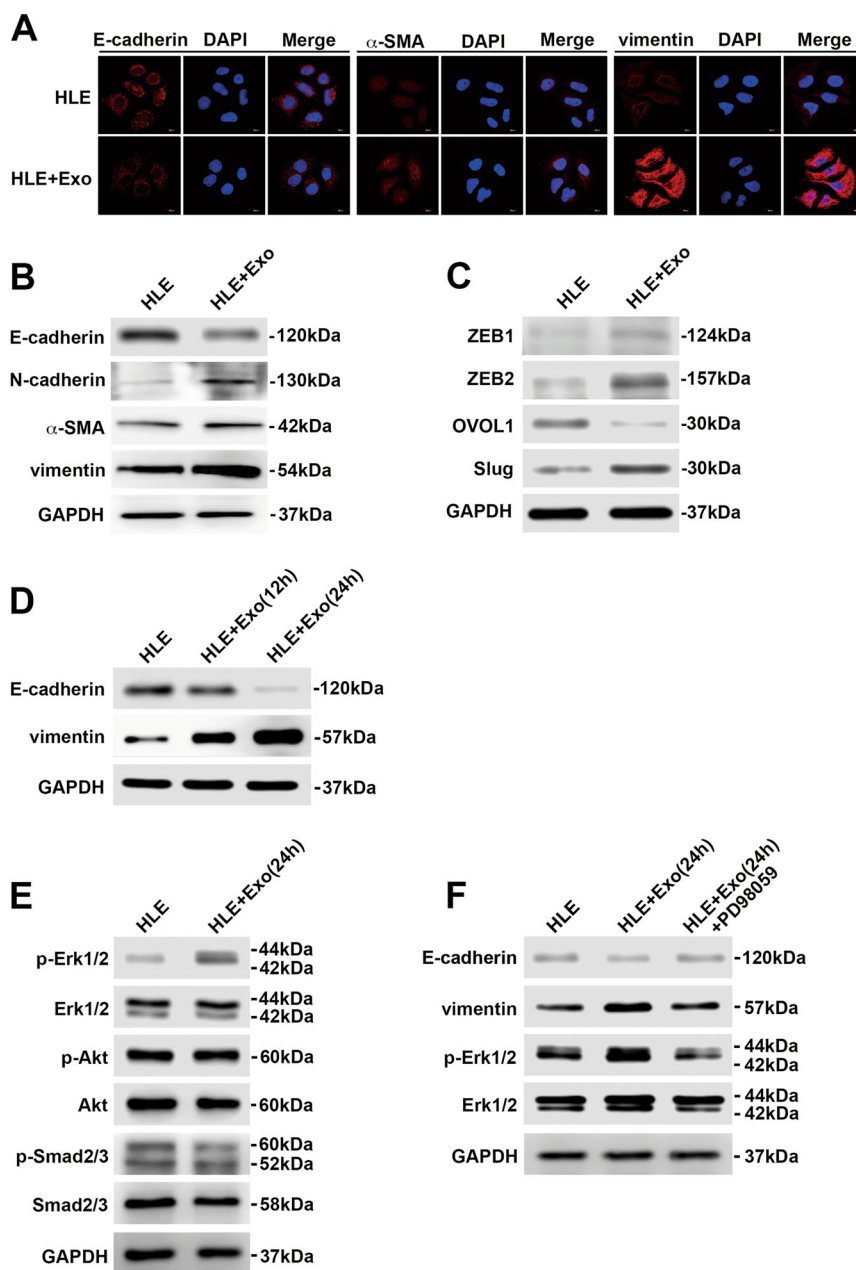 A
E-cadherin DAPI Merge α-SMA DAPI Merge vimentin DAPI Merge
HLE
HLE+Exo
B
HLE HLE+Exo
E-cadherin -120kDa
N-cadherin -130kDa
α-SMA -42kDa
vimentin -54kDa
GAPDH -37kDa
C
HLE HLE+Exo
ZEB1 -124kDa
ZEB2 -157kDa
OVOL1 -30kDa
Slug -30kDa
GAPDH -37kDa
D
HLE HLE+Exo(12h) HLE+Exo(24h)
E-cadherin -120kDa
vimentin -57kDa
GAPDH -37kDa
E
HLE HLE+Exo(24h)
p-Erk1/2 -44kDa
-42kDa
Erk1/2 -44kDa
-42kDa
p-Akt -60kDa
Akt -60kDa
p-Smad2/3 -60kDa
-52kDa
Smad2/3 -58kDa
GAPDH -37kDa
F
HLE HLE+Exo(24h) HLE+Exo(24h)
+PD98059
E-cadherin -120kDa
vimentin - 57kDa
p-Erk1/2 - 44kDa
- 42kDa
Erk1/2 - 44kDa
- 42kDa
GAPDH - 37kDa